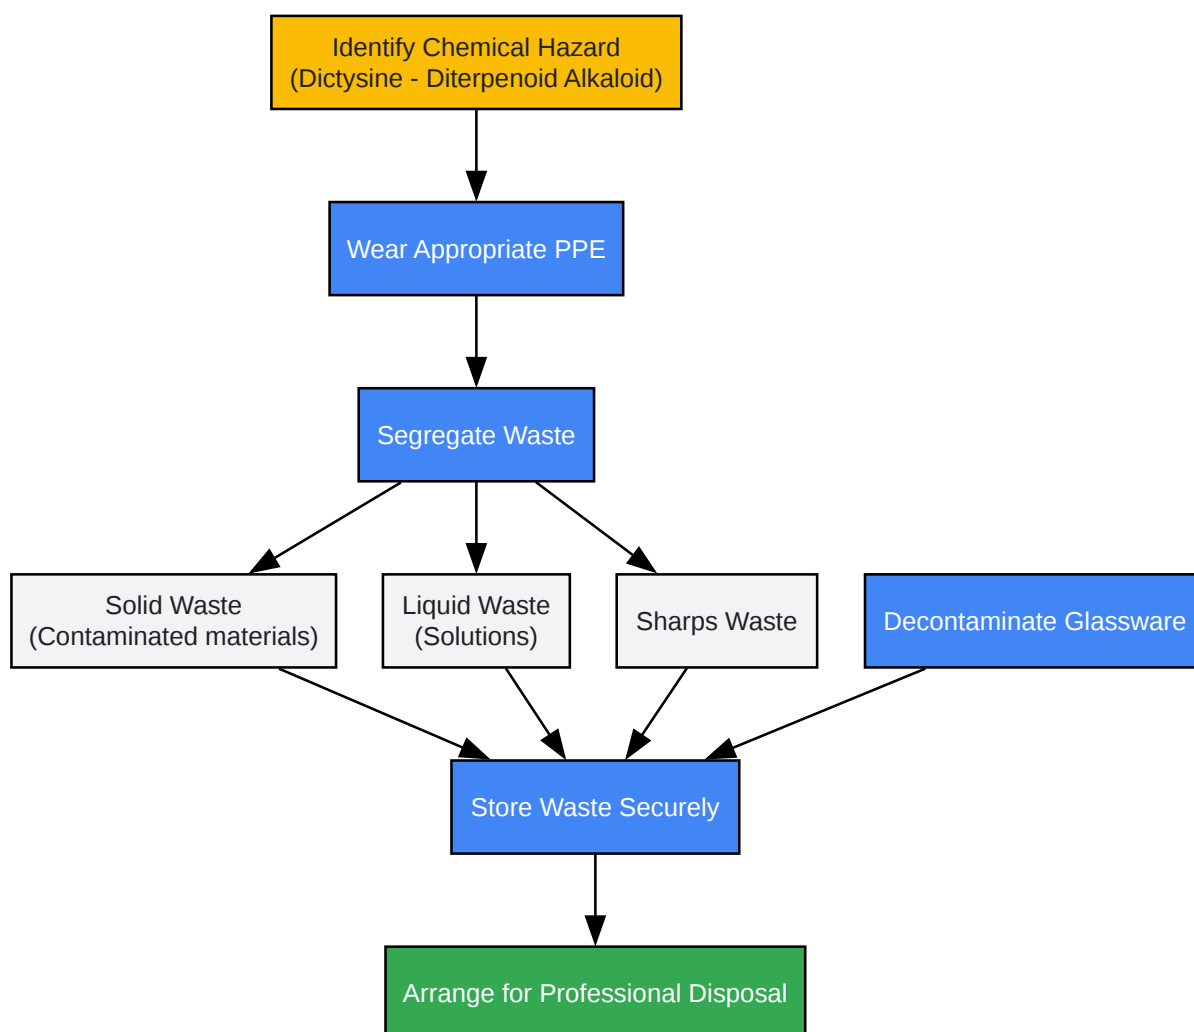 Identify Chemical Hazard
(Dictysine - Diterpenoid Alkaloid)
Wear Appropriate PPE
Segregate Waste
Solid Waste
(Contaminated materials)
Liquid Waste
(Solutions)
Sharps Waste
Decontaminate Glassware
Store Waste Securely
Arrange for Professional Disposal